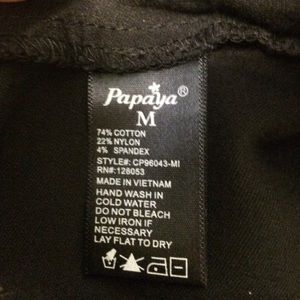 Papaya®
M
74% COTTON
22% NYLON
4% SPANDEX
STYLE#: CP96043-MI
RN#:128053
MADE IN VIETNAM
HAND WASH IN
COLD WATER
DO NOT BLEACH
LOW IRON IF
NECESSARY
LAY FLAT TO DRY